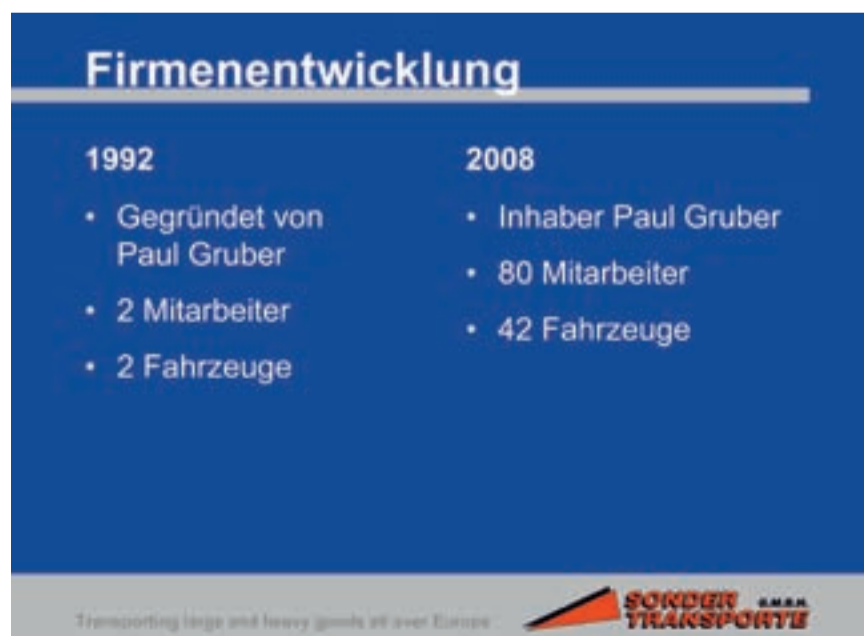 Firmenentwicklung
1992
• Gegründet von
Paul Gruber
• 2 Mitarbeiter
• 2 Fahrzeuge
2008
• Inhaber Paul Gruber
• 80 Mitarbeiter
• 42 Fahrzeuge
Transporting large and heavy goods all over Europe
SONDER G.M.B.H.
TRANSPORTE